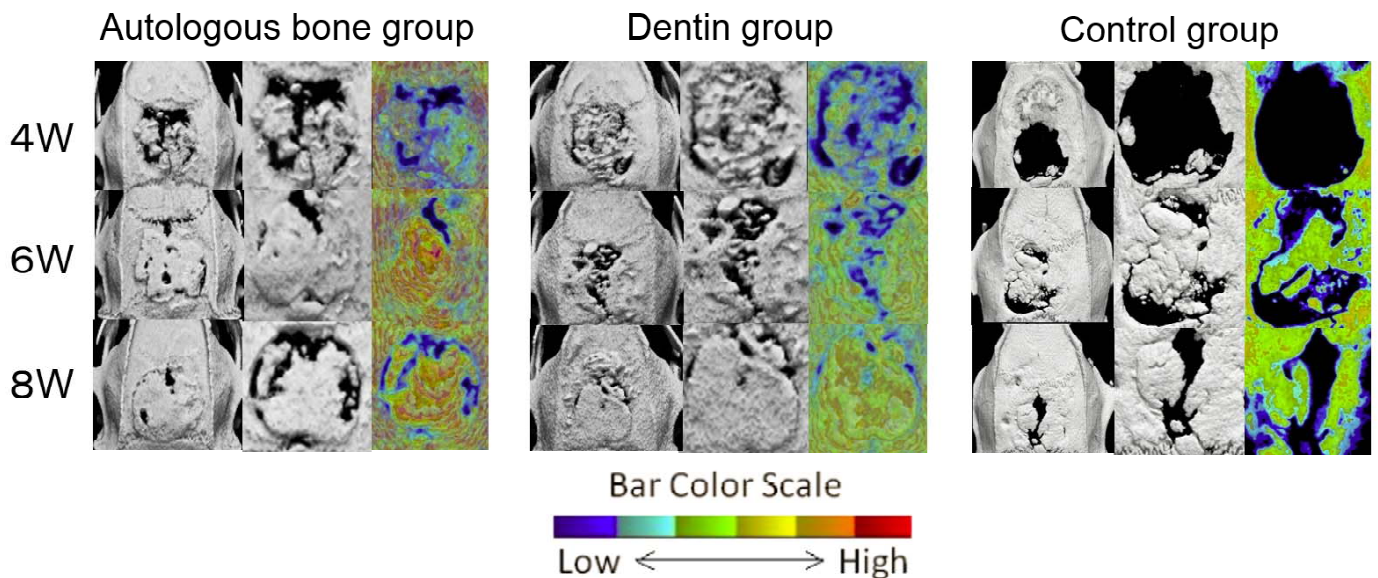 Autologous bone group
Dentin group
Control group
4W
6W
8W
Bar Color Scale
Low
High